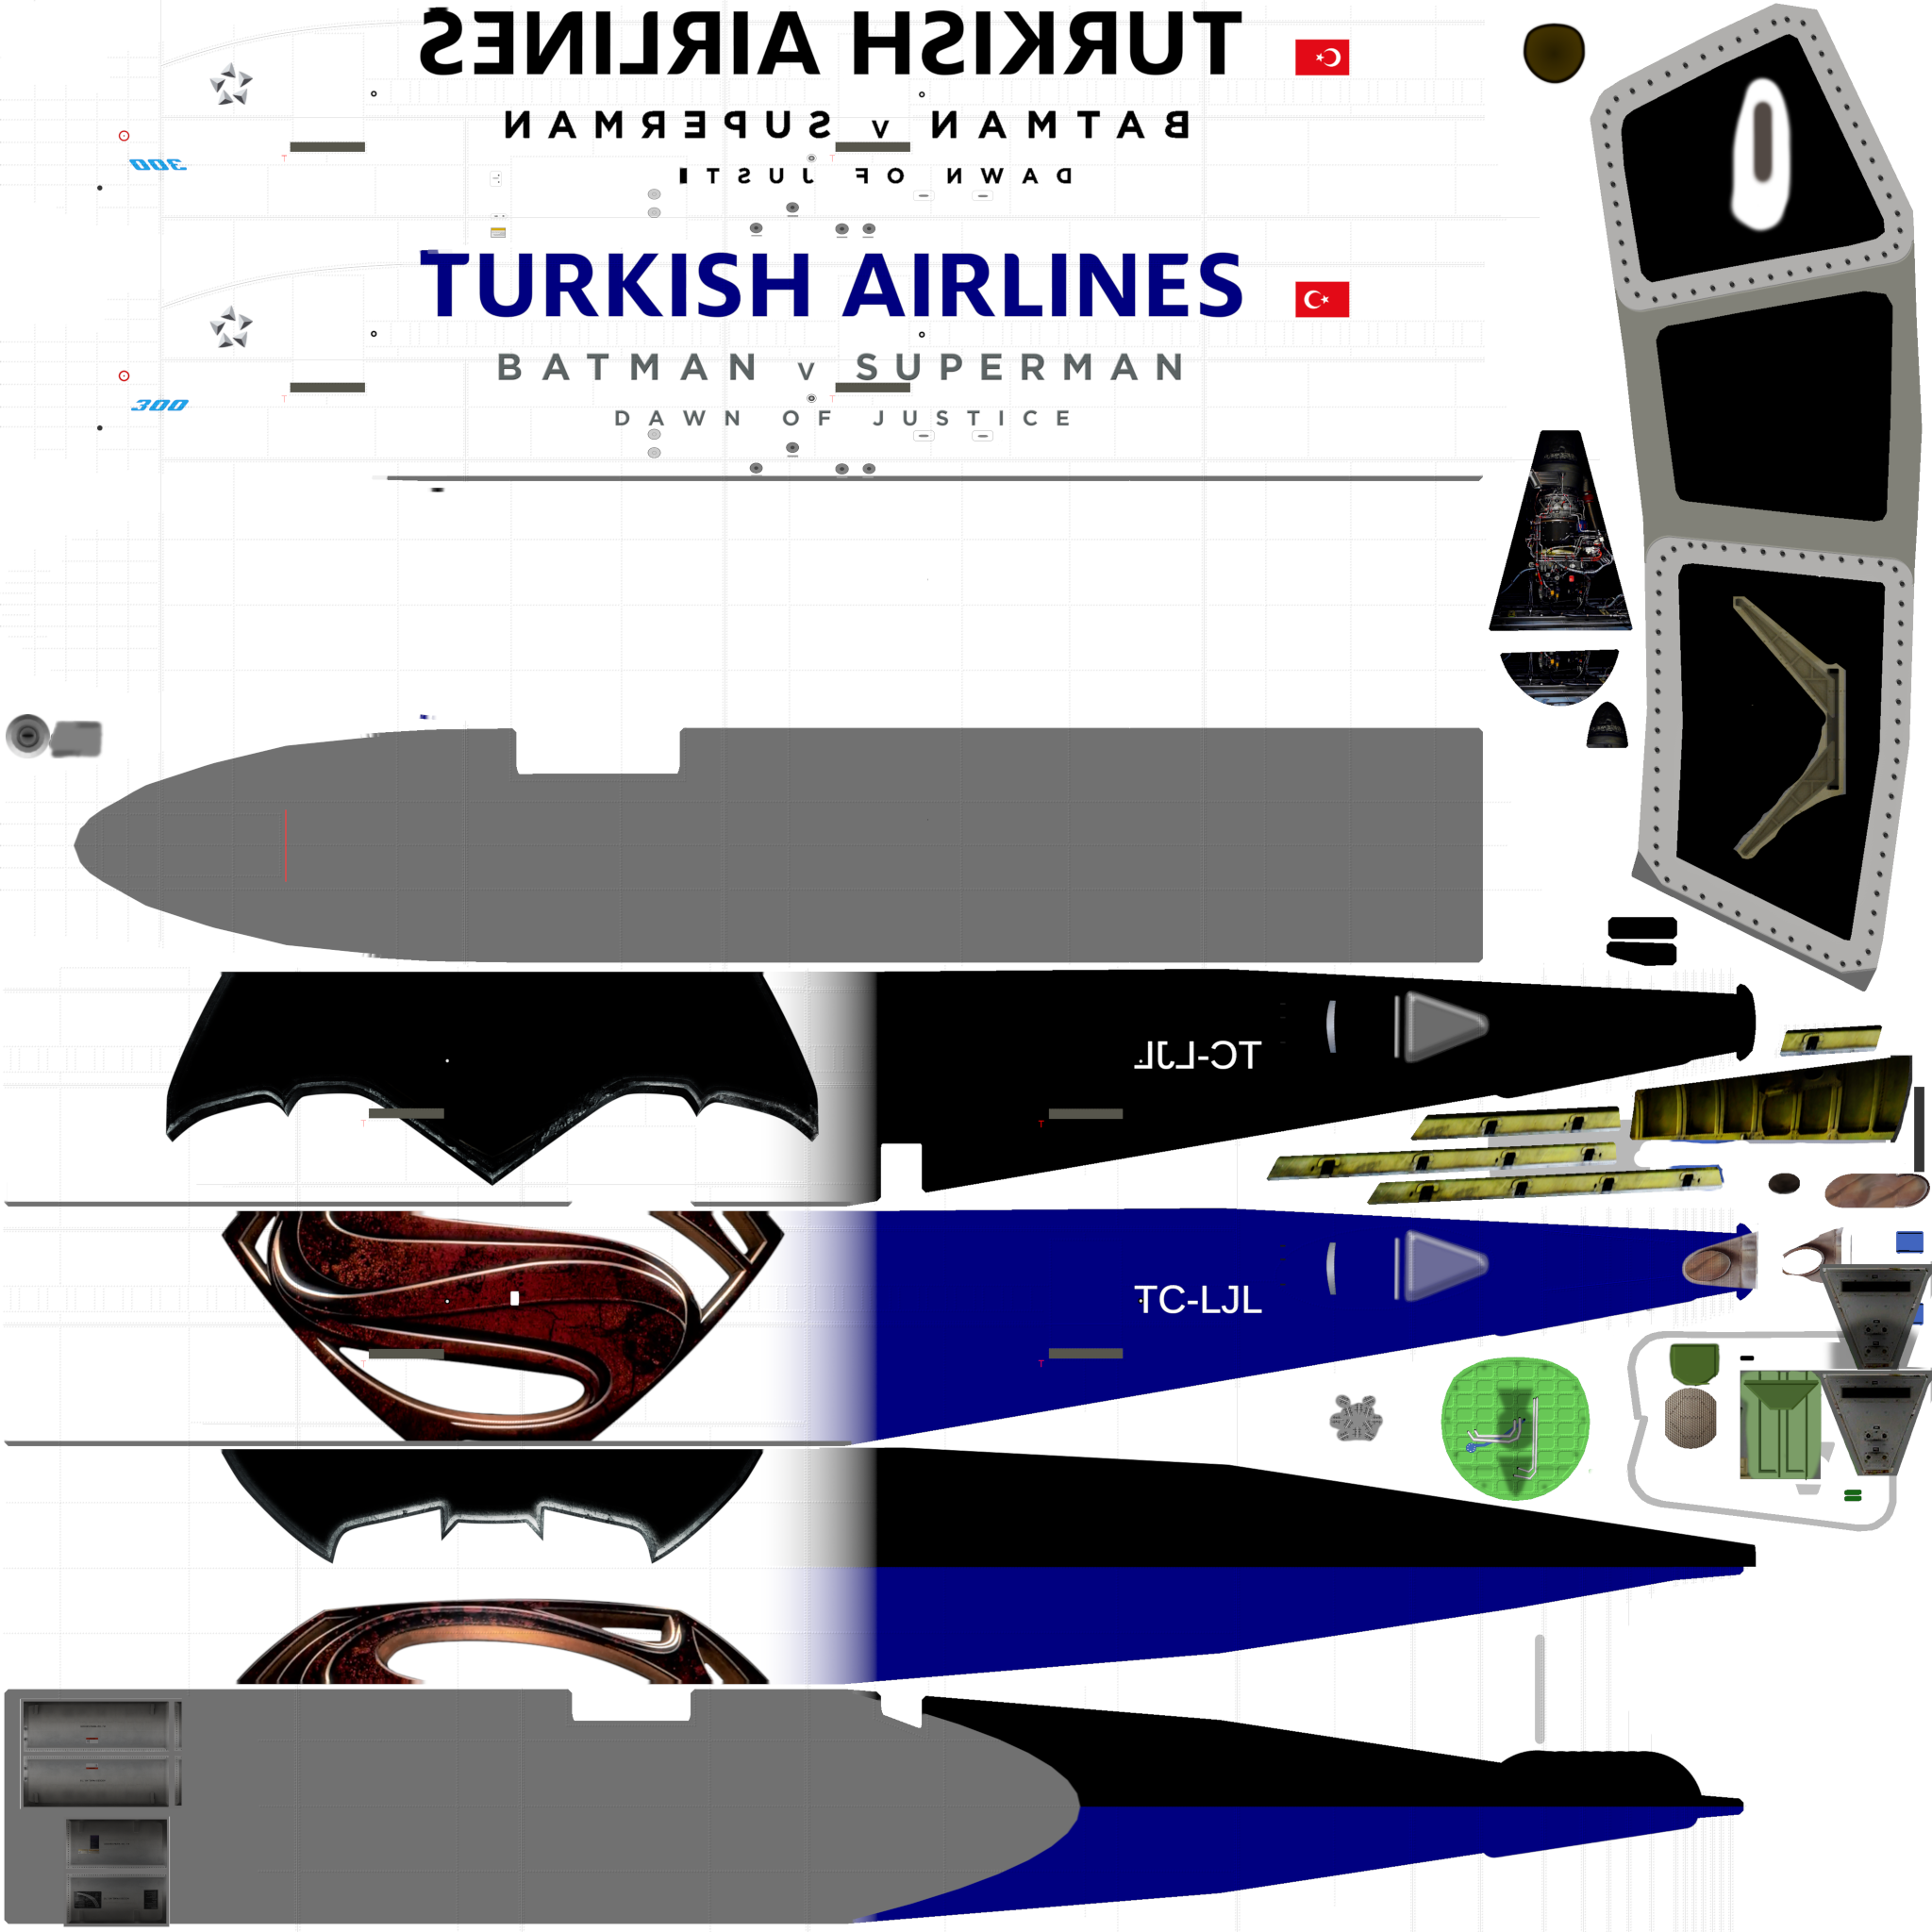 TURKISH AIRLINES
BATMAN v SUPERMAN
300
DAWN OF JUST
TURKISH AIRLINES
BATMAN v SUPERMAN
300
DAWN OF JUSTICE
TC-LJL
TC-LJL